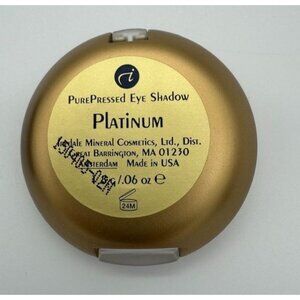 PurePressed Eye Shadow
Platinum
Mineral Cosmetics, Ltd., Dist.
Barrington, MA 01230
Made in USA
/.06 oz e
24M